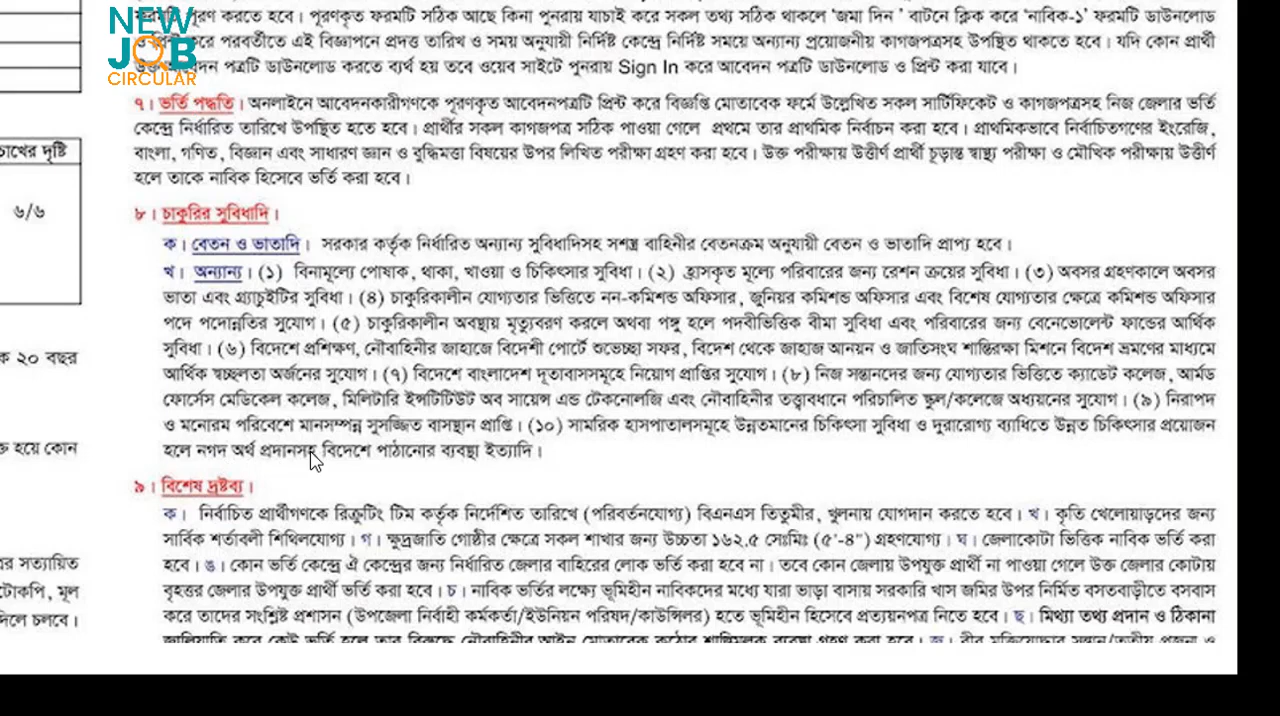 NEW
JOB
CIRCULAR
পূরণ করতে হবে। পূরণকৃত ফরমটি সঠিক আছে কিনা পুনরায় যাচাই করে সকল তথ্য সঠিক থাকলে ‘জমা দিন ’ বাটনে ক্লিক করে ‘নাবিক-১’ ফরমটি ডাউনলোড
করে পরবর্তীতে এই বিজ্ঞাপনে প্রদত্ত তারিখ ও সময় অনুযায়ী নির্দিষ্ট কেন্দ্রে নির্দিষ্ট সময়ে অন্যান্য প্রয়োজনীয় কাগজপত্রসহ উপস্থিত থাকতে হবে। যদি কোন প্রার্থী
পত্রটি ডাউনলোড করতে ব্যর্থ হয় তবে ওয়েব সাইটে পুনরায় Sign In করে আবেদন পত্রটি ডাউনলোড ও প্রিন্ট করা যাবে।
৭। ভর্তি পদ্ধতি। অনলাইনে আবেদনকারীগণকে পূরণকৃত আবেদনপত্রটি প্রিন্ট করে বিজ্ঞপ্তি মোতাবেক ফর্মে উল্লেখিত সকল সার্টিফিকেট ও কাগজপত্রসহ নিজ জেলার ভর্তি
কেন্দ্রে নির্ধারিত তারিখে উপস্থিত হতে হবে। প্রার্থীর সকল কাগজপত্র সঠিক পাওয়া গেলে প্রথমে তার প্রাথমিক নির্বাচন করা হবে। প্রাথমিকভাবে নির্বাচিতগণের ইংরেজি,
বাংলা, গণিত, বিজ্ঞান এবং সাধারণ জ্ঞান ও বুদ্ধিমত্তা বিষয়ের উপর লিখিত পরীক্ষা গ্রহণ করা হবে। উক্ত পরীক্ষায় উত্তীর্ণ প্রার্থী চূড়ান্ত স্বাস্থ্য পরীক্ষা ও মৌখিক পরীক্ষায় উত্তীর্ণ
হলে তাকে নাবিক হিসেবে ভর্তি করা হবে।
৮। চাকুরির সুবিধাদি।
ক। বেতন ও ভাতাদি। সরকার কর্তৃক নির্ধারিত অন্যান্য সুবিধাদিসহ সশস্ত্র বাহিনীর বেতনক্রম অনুযায়ী বেতন ও ভাতাদি প্রাপ্য হবে।
খ। অন্যান্য। (১) বিনামূল্যে পোষাক, থাকা, খাওয়া ও চিকিৎসার সুবিধা। (২) হ্রাসকৃত মূল্যে পরিবারের জন্য রেশন ক্রয়ের সুবিধা। (৩) অবসর গ্রহণকালে অবসর
ভাতা এবং গ্র্যাচুইটির সুবিধা। (৪) চাকুরিকালীন যোগ্যতার ভিত্তিতে নন-কমিশন্ড অফিসার, জুনিয়র কমিশন্ড অফিসার এবং বিশেষ যোগ্যতার ক্ষেত্রে কমিশন্ড অফিসার
পদে পদোন্নতির সুযোগ। (৫) চাকুরিকালীন অবস্থায় মৃত্যুবরণ করলে অথবা পঙ্গু হলে পদবীভিত্তিক বীমা সুবিধা এবং পরিবারের জন্য বেনেভোলেন্ট ফান্ডের আর্থিক
সুবিধা। (৬) বিদেশে প্রশিক্ষণ, নৌবাহিনীর জাহাজে বিদেশী পোর্টে শুভেচ্ছা সফর, বিদেশ থেকে জাহাজ আনয়ন ও জাতিসংঘ শান্তিরক্ষা মিশনে বিদেশ ভ্রমণের মাধ্যমে
আর্থিক স্বচ্ছলতা অর্জনের সুযোগ। (৭) বিদেশে বাংলাদেশ দূতাবাসসমূহে নিয়োগ প্রাপ্তির সুযোগ। (৮) নিজ সন্তানদের জন্য যোগ্যতার ভিত্তিতে ক্যাডেট কলেজ, আর্মড
ফোর্সেস মেডিকেল কলেজ, মিলিটারি ইন্সটিটিউট অব সায়েন্স এন্ড টেকনোলজি এবং নৌবাহিনীর তত্ত্বাবধানে পরিচালিত স্কুল/কলেজে অধ্যয়নের সুযোগ। (৯) নিরাপদ
ও মনোরম পরিবেশে মানসম্পন্ন সুসজ্জিত বাসস্থান প্রাপ্তি। (১০) সামরিক হাসপাতালসমূহে উন্নতমানের চিকিৎসা সুবিধা ও দুরারোগ্য ব্যাধিতে উন্নত চিকিৎসার প্রয়োজন
হলে নগদ অর্থ প্রদানসহ বিদেশে পাঠানোর ব্যবস্থা ইত্যাদি।
৯। বিশেষ দ্রষ্টব্য।
ক। নির্বাচিত প্রার্থীগণকে রিক্রুটিং টিম কর্তৃক নির্দেশিত তারিখে (পরিবর্তনযোগ্য) বিএনএস তিতুমীর, খুলনায় যোগদান করতে হবে। খ। কৃতি খেলোয়াড়দের জন্য
সার্বিক শর্তাবলী শিথিলযোগ্য। গ। ক্ষুদ্রজাতি গোষ্ঠীর ক্ষেত্রে সকল শাখার জন্য উচ্চতা ১৬২.৫ সেঃমিঃ (৫'-৪") গ্রহণযোগ্য। ঘ। জেলাকোটা ভিত্তিক নাবিক ভর্তি করা
হবে। ঙ। কোন ভর্তি কেন্দ্রে ঐ কেন্দ্রের জন্য নির্ধারিত জেলার বাহিরের লোক ভর্তি করা হবে না। তবে কোন জেলায় উপযুক্ত প্রার্থী না পাওয়া গেলে উক্ত জেলার কোটায়
বৃহত্তর জেলার উপযুক্ত প্রার্থী ভর্তি করা হবে। চ। নাবিক ভর্তির লক্ষ্যে ভূমিহীন নাবিকদের মধ্যে যারা ভাড়া বাসায় সরকারি খাস জমির উপর নির্মিত বসতবাড়ীতে বসবাস
করে তাদের সংশ্লিষ্ট প্রশাসন (উপজেলা নির্বাহী কর্মকর্তা/ইউনিয়ন পরিষদ/কাউন্সিলর) হতে ভূমিহীন হিসেবে প্রত্যয়নপত্র নিতে হবে। ছ। মিথ্যা তথ্য প্রদান ও ঠিকানা
জালিয়াতি করে কেউ ভর্তি হলে তার বিরুদ্ধে নৌবাহিনীর আইন মোতাবেক কঠোর শাস্তিমূলক ব্যবস্থা গ্রহণ করা হবে। জ। বীর মুক্তিযোদ্ধার সন্তান/তৃতীয় প্রজন্ম ও
চোখের দৃষ্টি
৬/৬
ক ২০ বছর
ক্ত হয়ে কোন
সত্যায়িত
টোকপি, মূল
দিলে চলবে।